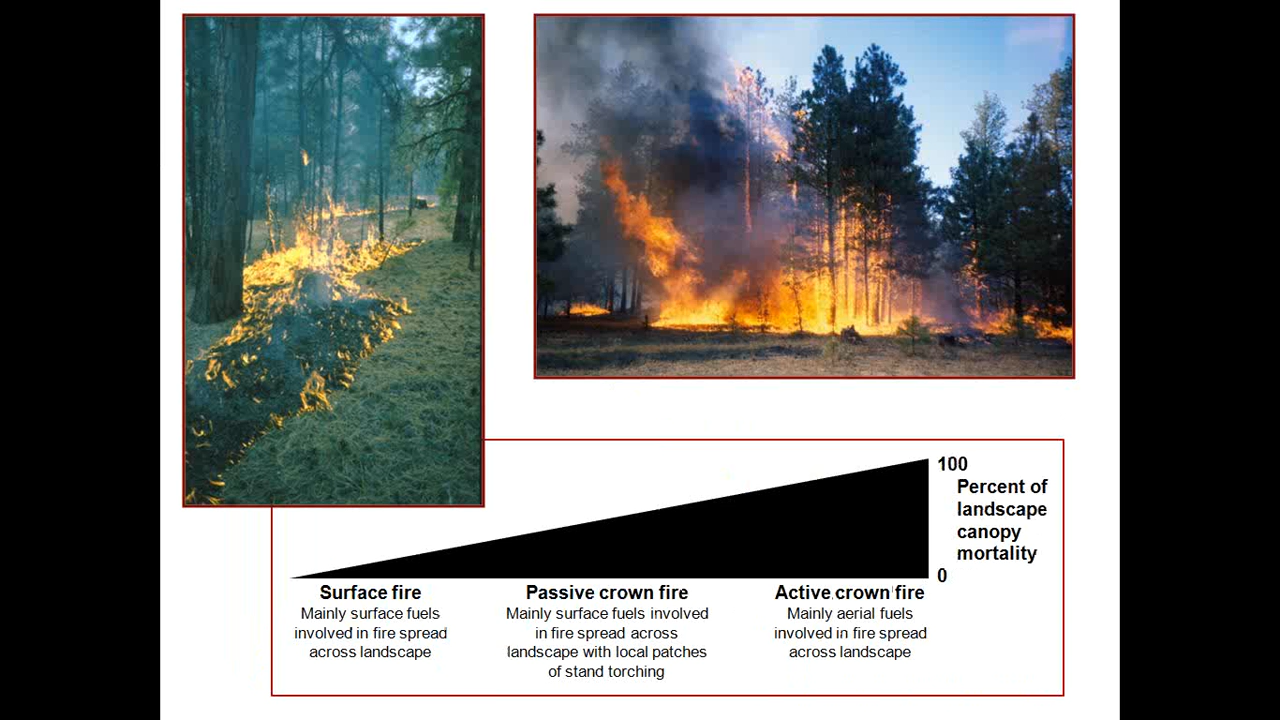 100
Percent of
landscape
canopy
mortality
0
Surface fire
Mainly surface fuels
involved in fire spread
across landscape
Passive crown fire
Mainly surface fuels involved
in fire spread across
landscape with local patches
of stand torching
Active crown fire
Mainly aerial fuels
involved in fire spread
across landscape